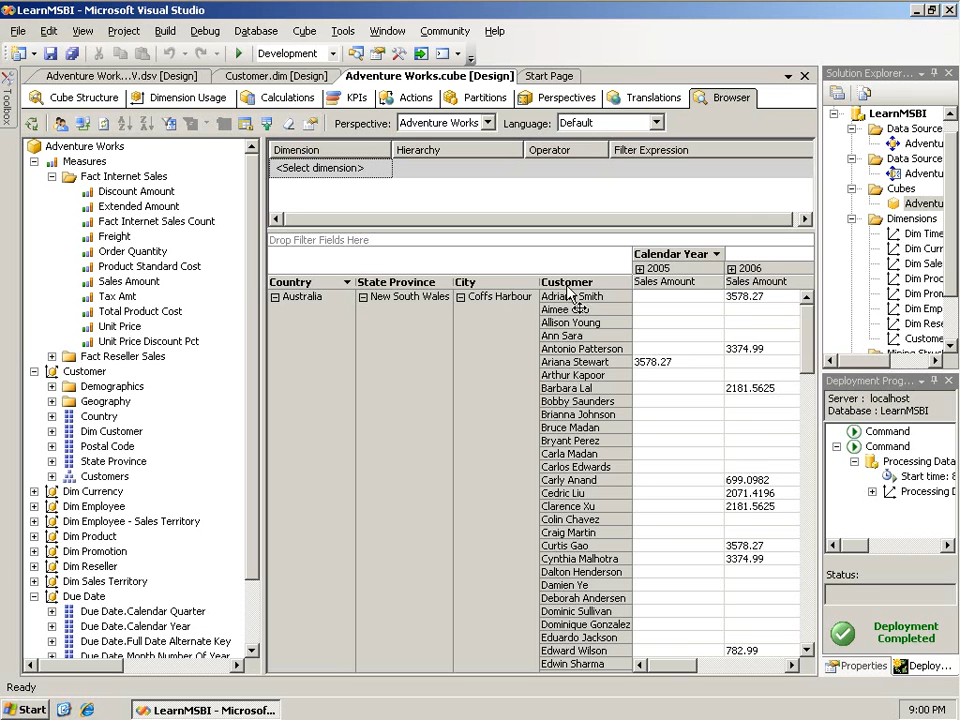 LearnMSBI - Microsoft Visual Studio
File Edit View Project Build Debug Database Cube Tools Window Community Help
Development
Adventure Work...V.dsv [Design] Customer.dim [Design] Adventure Works.cube [Design] Start Page
Cube Structure Dimension Usage Calculations KPIs Actions Partitions Perspectives Translations Browser
Perspective: Adventure Works Language: Default
Toolbox
Adventure Works
Measures
Fact Internet Sales
Discount Amount
Extended Amount
Fact Internet Sales Count
Freight
Order Quantity
Product Standard Cost
Sales Amount
Tax Amt
Total Product Cost
Unit Price
Unit Price Discount Pct
Fact Reseller Sales
Customer
Demographics
Geography
Country
Dim Customer
Postal Code
State Province
Customers
Dim Currency
Dim Employee
Dim Employee - Sales Territory
Dim Product
Dim Promotion
Dim Reseller
Dim Sales Territory
Due Date
Due Date.Calendar Quarter
Due Date.Calendar Year
Due Date.Full Date Alternate Key
Due Date.Month Number Of Year
Dimension Hierarchy Operator Filter Expression
<Select dimension>
Drop Filter Fields Here
Calendar Year
2005 2006
Country State Province City Customer Sales Amount Sales Amount
Australia New South Wales Coffs Harbour Smith 3578.27
Aimee
Allison Young
Ann Sara
Antonio Patterson 3374.99
Ariana Stewart 3578.27
Arthur Kapoor
Barbara Lal 2181.5625
Bobby Saunders
Brianna Johnson
Bruce Madan
Bryant Perez
Carla Madan
Carlos Edwards
Carly Anand 699.0982
Cedric Liu 2071.4196
Clarence Xu 2181.5625
Colin Chavez
Craig Martin
Curtis Gao 3578.27
Cynthia Malhotra 3374.99
Dalton Henderson
Damien Ye
Deborah Andersen
Dominic Sullivan
Dominique Gonzalez
Eduardo Jackson
Edward Wilson 782.99
Edwin Sharma
Solution Explorer...
LearnMSBI
Data Source
Adventu
Data Source
Adventu
Cubes
Adventu
Dimensions
Dim Time
Dim Curr
Dim Sale
Dim Proc
Dim Pron
Dim Emp
Dim Rese
Custome
Deployment Prog...
Server : localhost
Database : LearnMSBI
Command
Command
Processing Data
Start time: 8
Processing D
Status:
Deployment
Completed
Properties Deploy...
Ready
Start LearnMSBI - Microsof... 9:00 PM